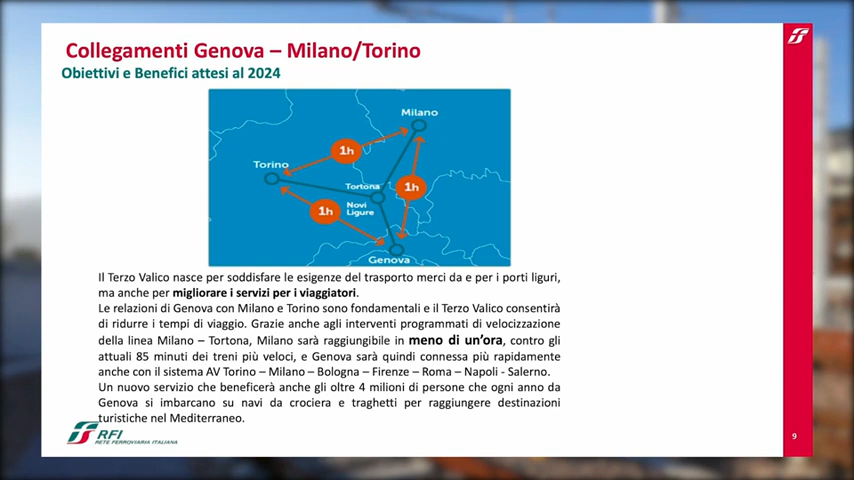 Collegamenti Genova – Milano/Torino
Obiettivi e Benefici attesi al 2024
Milano
1h
Torino
Tortona
1h
1h
Novi
Ligure
Genova
Il Terzo Valico nasce per soddisfare le esigenze del trasporto merci da e per i porti liguri,
ma anche per migliorare i servizi per i viaggiatori.
Le relazioni di Genova con Milano e Torino sono fondamentali e il Terzo Valico consentirà
di ridurre i tempi di viaggio. Grazie anche agli interventi programmati di velocizzazione
della linea Milano – Tortona, Milano sarà raggiungibile in meno di un’ora, contro gli
attuali 85 minuti dei treni più veloci, e Genova sarà quindi connessa più rapidamente
anche con il sistema AV Torino – Milano – Bologna – Firenze – Roma – Napoli - Salerno.
Un nuovo servizio che beneficerà anche gli oltre 4 milioni di persone che ogni anno da
Genova si imbarcano su navi da crociera e traghetti per raggiungere destinazioni
turistiche nel Mediterraneo.
RFI
RETE FERROVIARIA ITALIANA
9